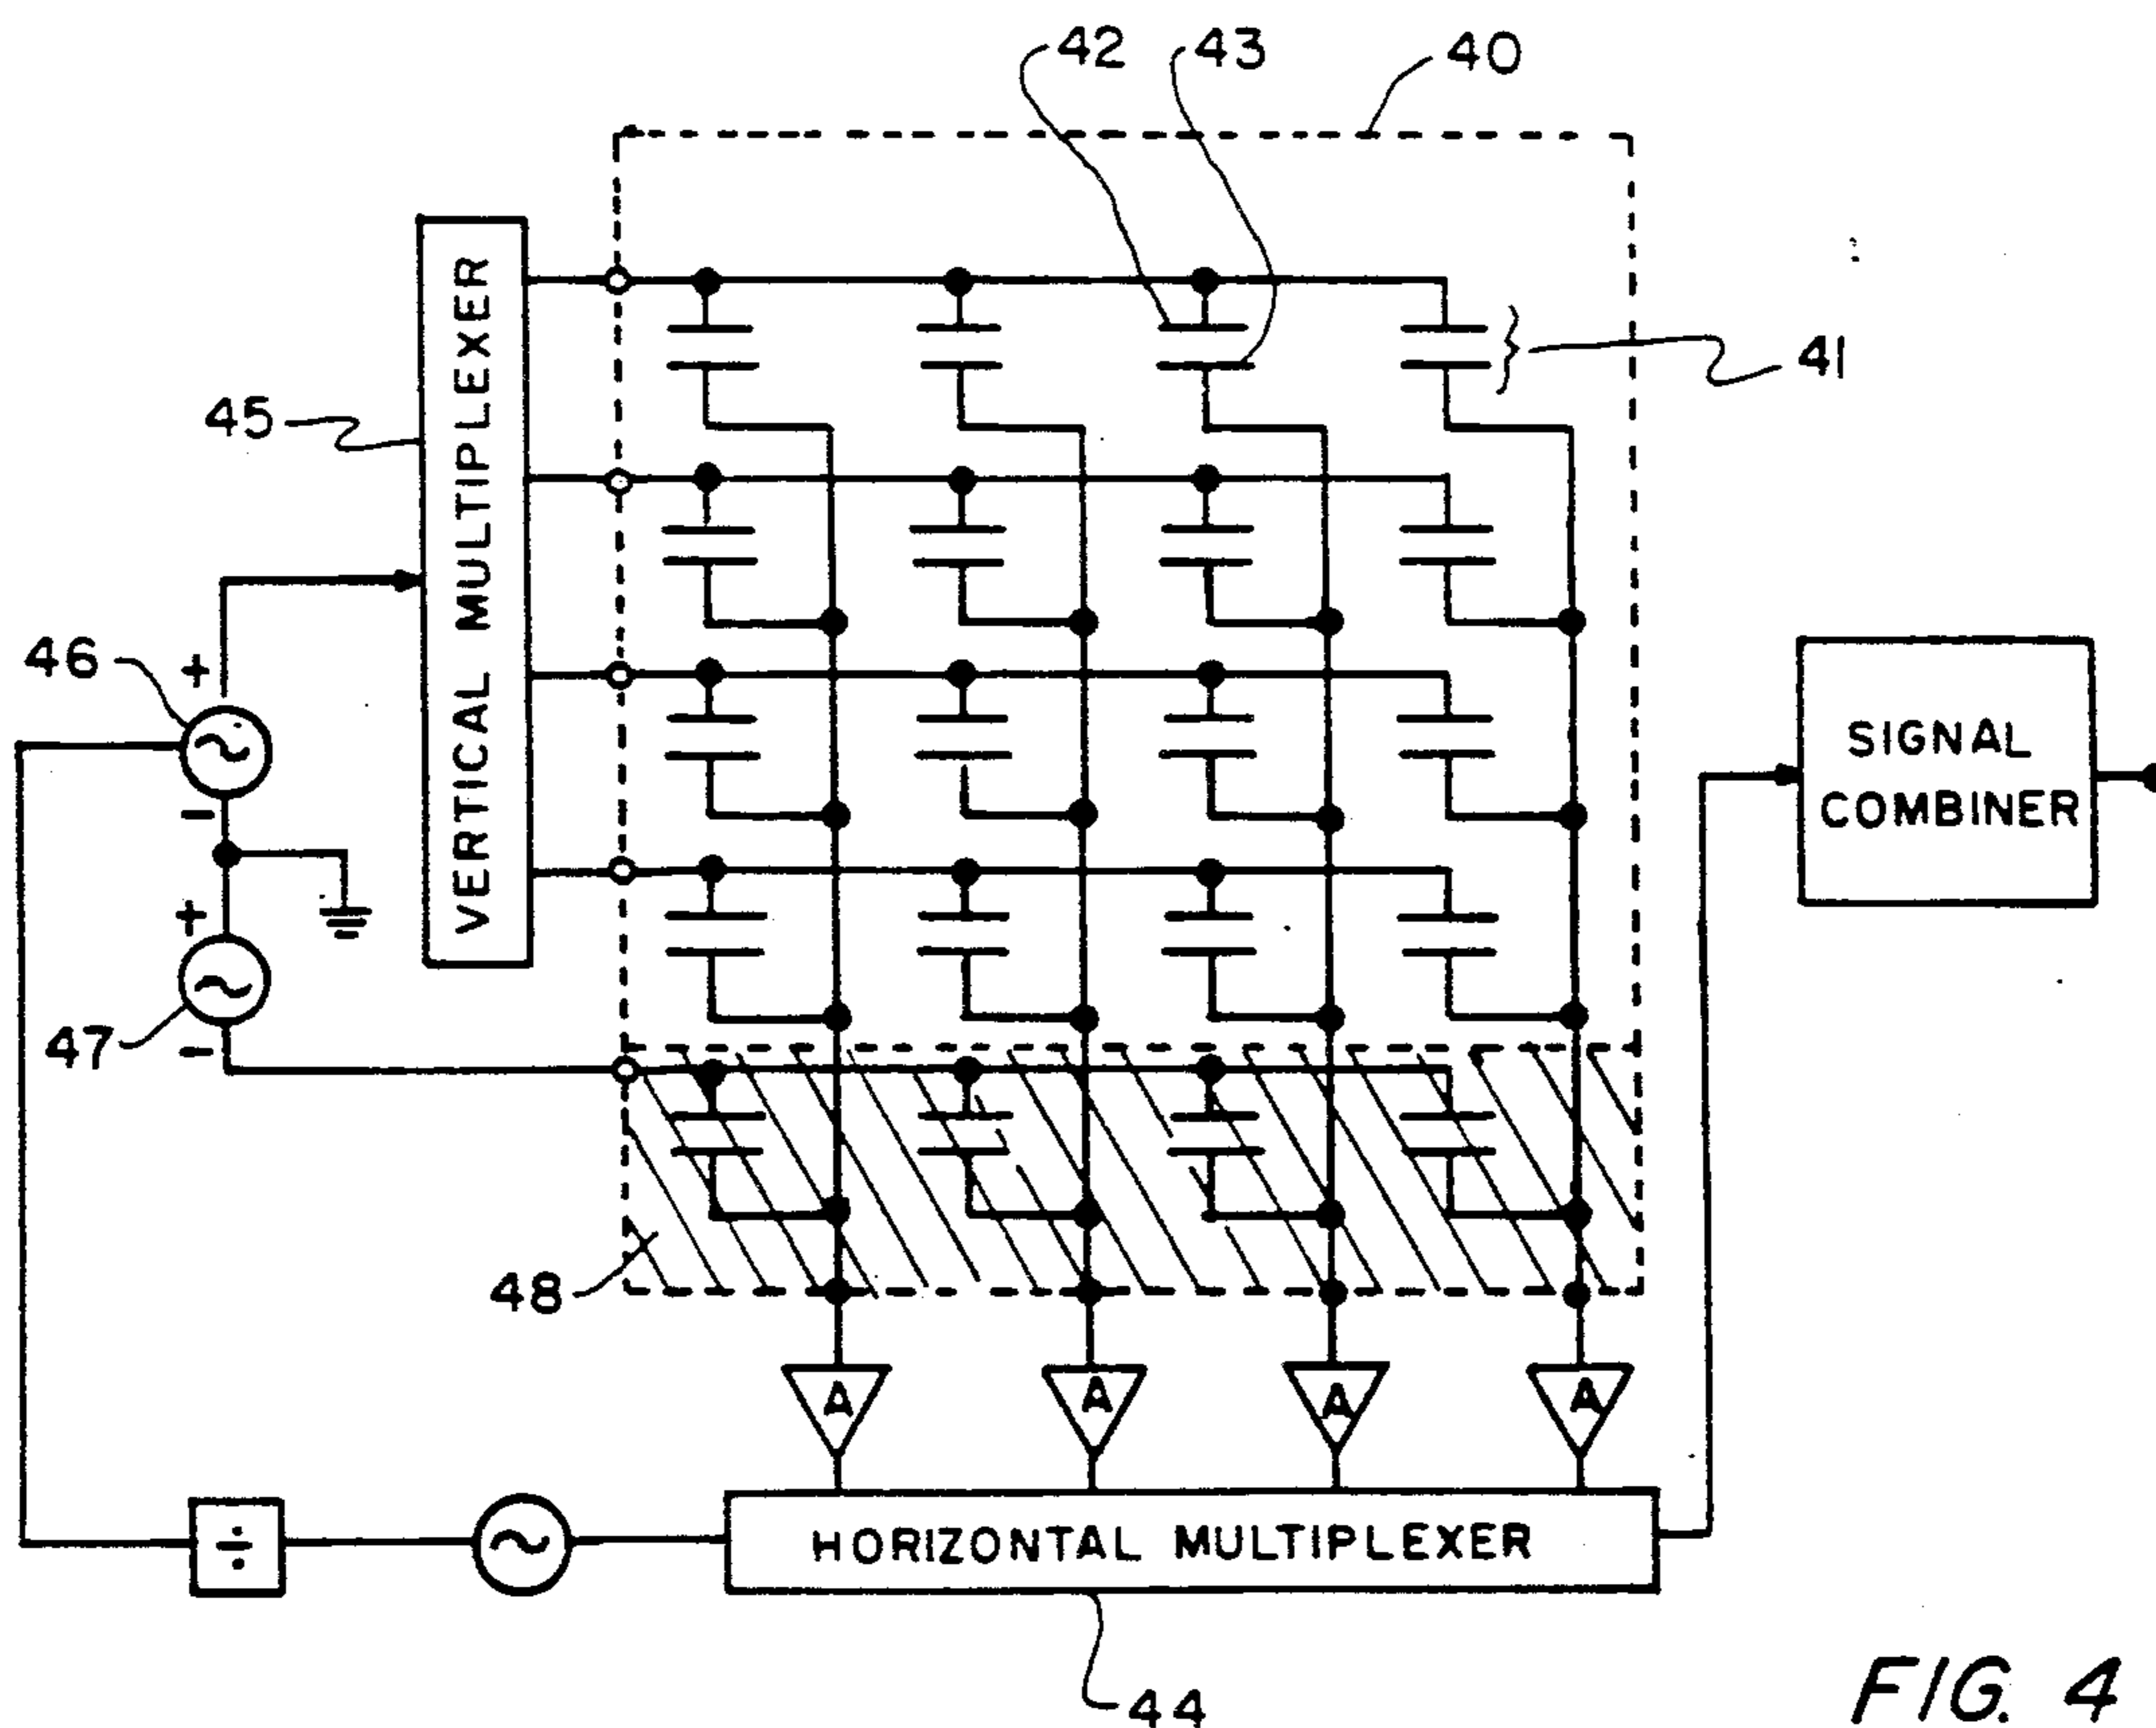 42
43
40
41
45
VERTICAL MULTIPLEXER
46
+
-
+
47
-
SIGNAL
COMBINER
48
A
A
A
A
÷
HORIZONTAL MULTIPLEXER
44
FIG. 4